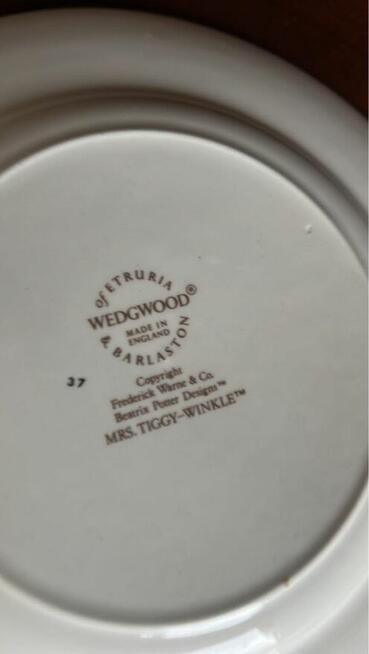 of ETRURIA
WEDGWOOD®
MADE IN
ENGLAND
& BARLASTON
37
Copyright
Frederick Warne & Co.
Beatrix Potter Designs™
MRS. TIGGY-WINKLE™